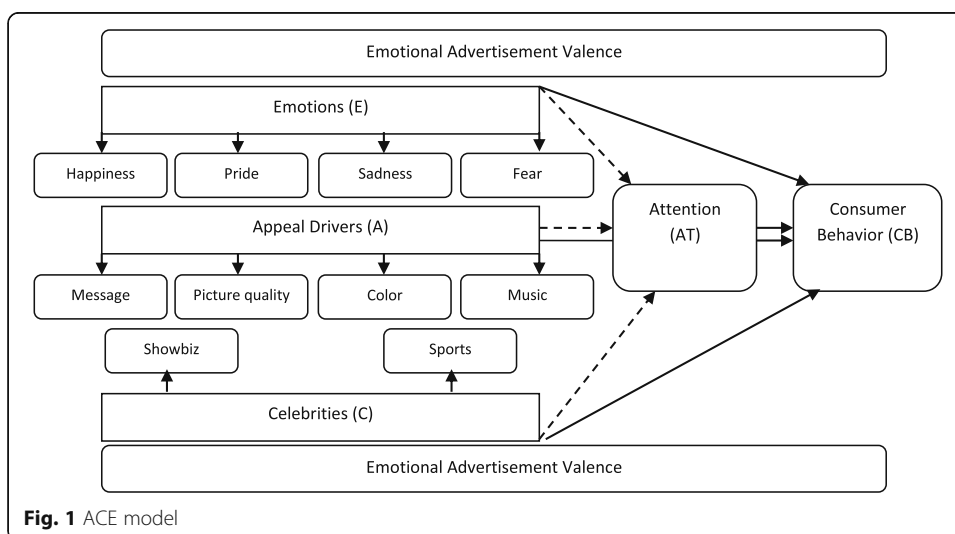 Emotional Advertisement Valence
Emotions (E)
Happiness
Pride
Sadness
Fear
Appeal Drivers (A)
Attention
(AT)
Consumer
Behavior (CB)
Message
Picture quality
Color
Music
Showbiz
Sports
Celebrities (C)
Emotional Advertisement Valence
Fig. 1 ACE model